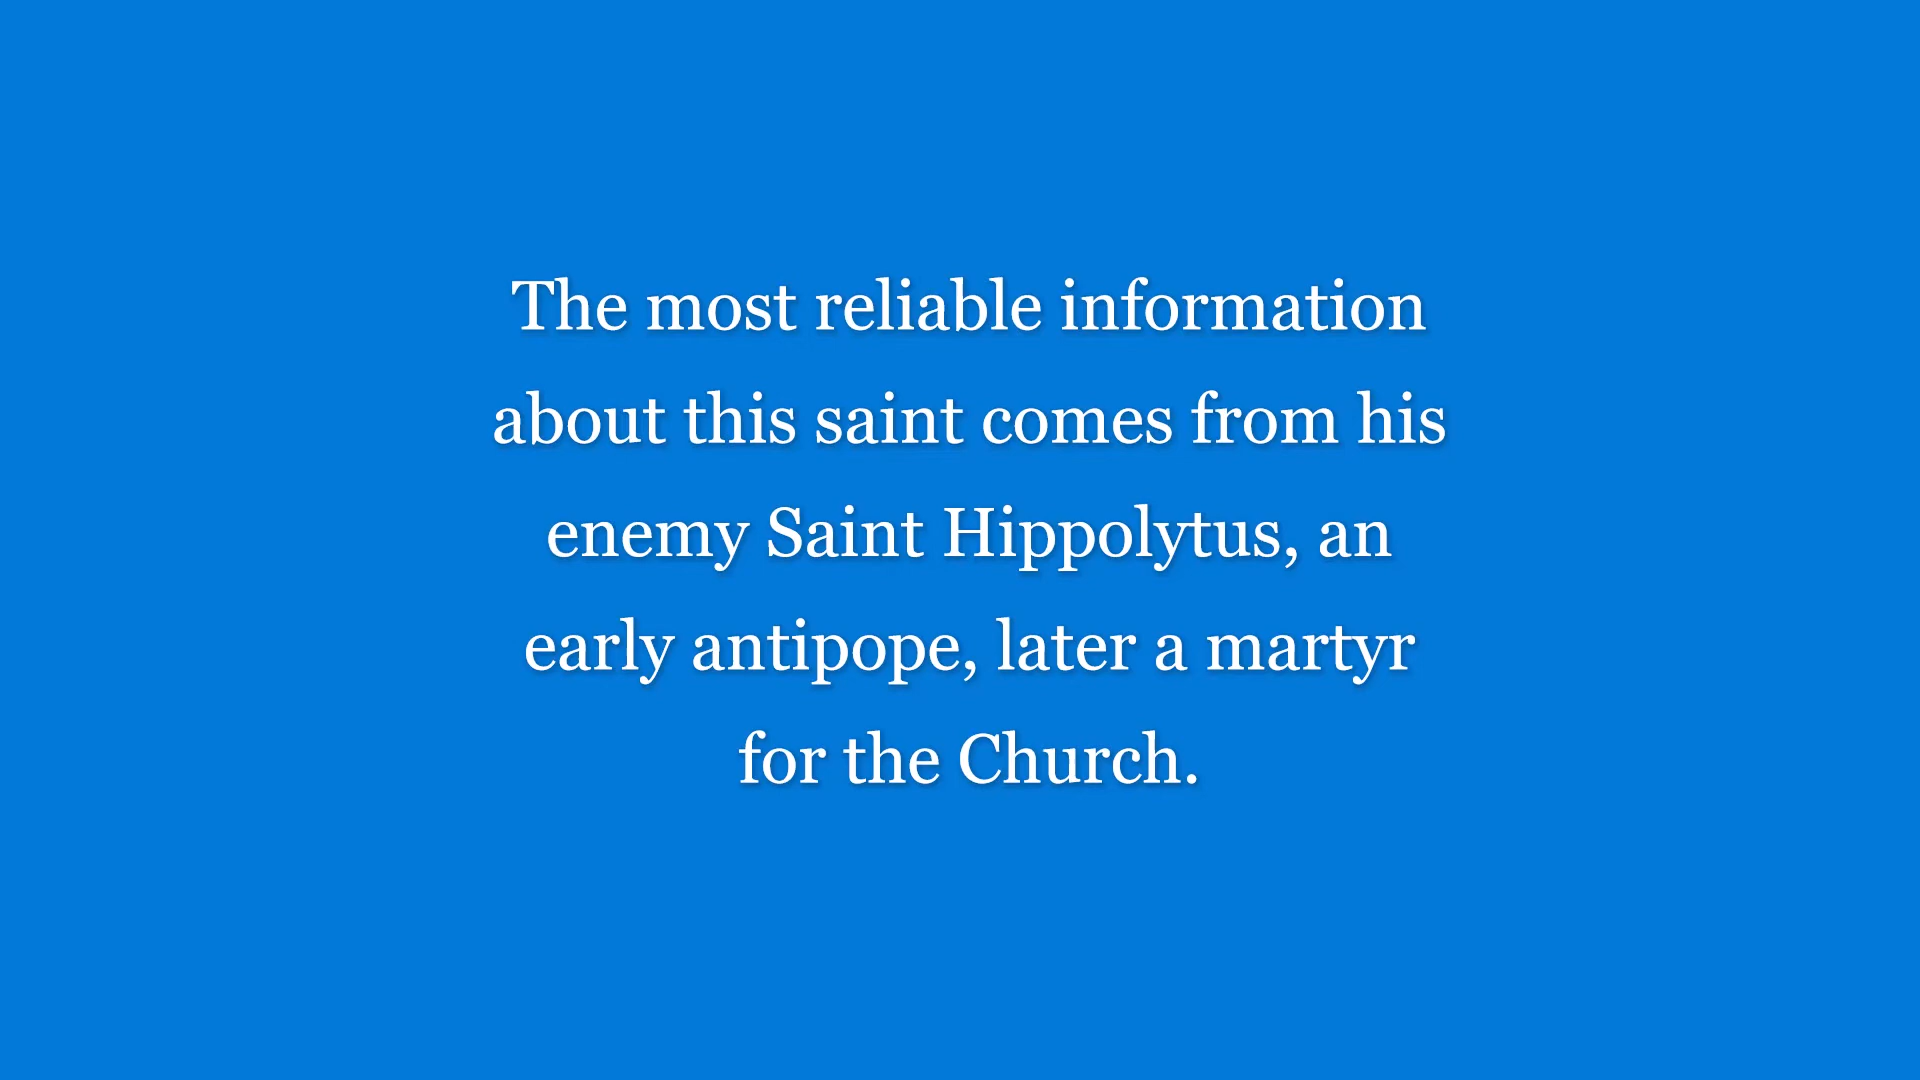 The most reliable information
about this saint comes from his
enemy Saint Hippolytus, an
early antipope, later a martyr
for the Church.